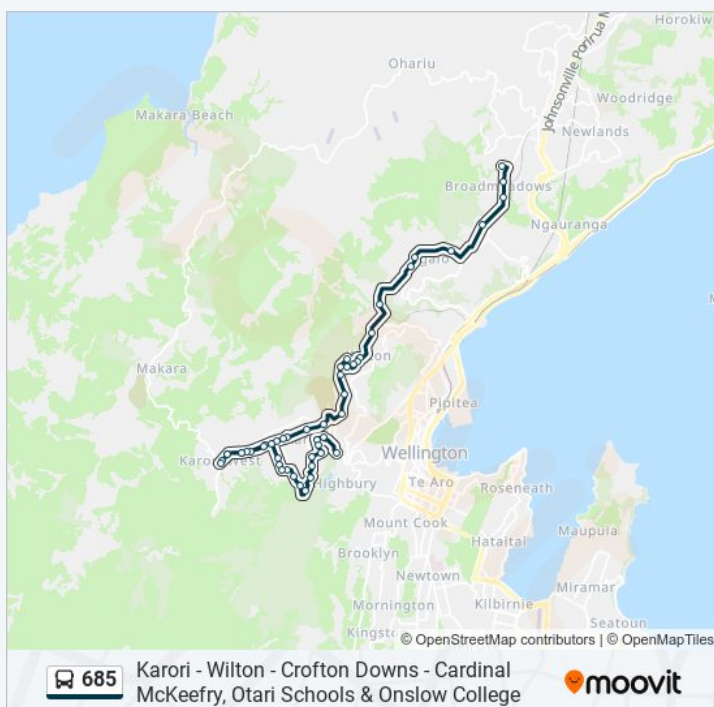 Horokiwi
Ohariu
Johnsonville Porirua M
Woodridge
Makara Beach
Newlands
Broadmeadows
Ngauranga
Makara
Pipitea
Wellington
Te Aro
Roseneath
Highbury
Mount Cook
Hataitai
Maupuia
Brooklyn
Newtown
Miramar
Mornington
Kilbirnie
Kingst
Seatoun
© OpenStreetMap contributors | © OpenMapTiles
685
Karori - Wilton - Crofton Downs - Cardinal
McKeefry, Otari Schools & Onslow College
moovit